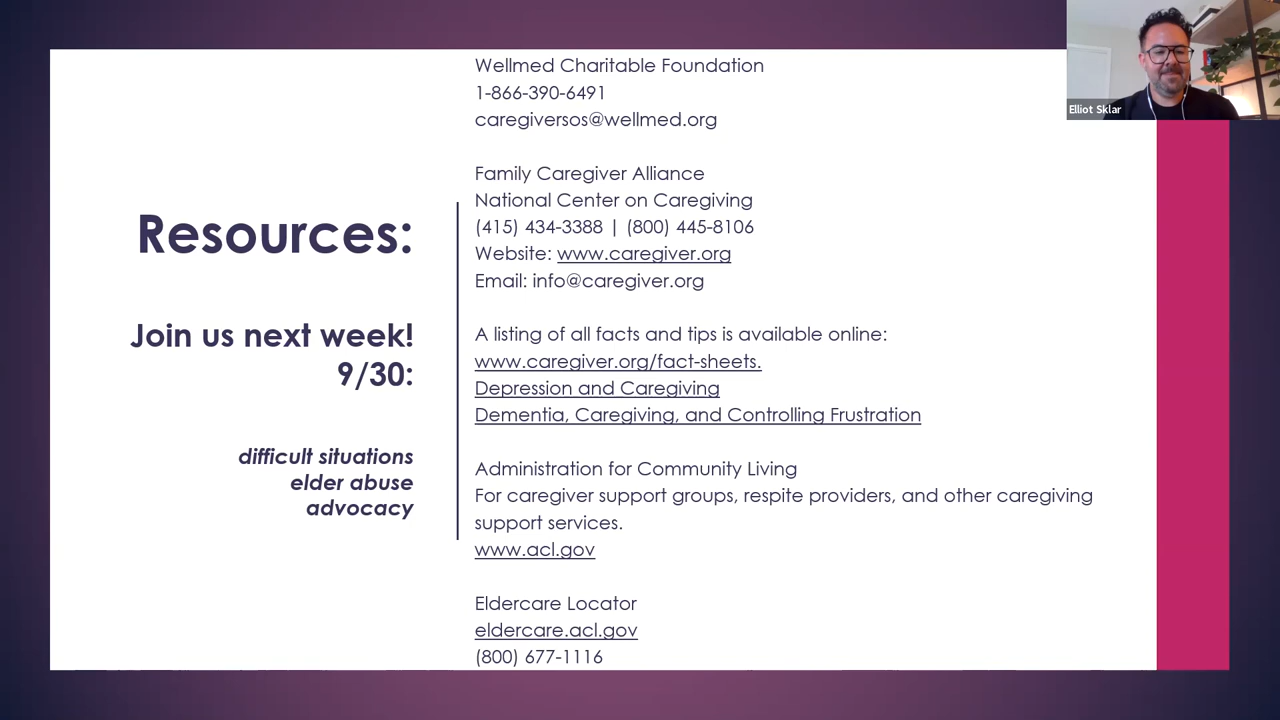 Resources:
Join us next week!
9/30:
difficult situations
elder abuse
advocacy
Wellmed Charitable Foundation
1-866-390-6491
caregiversos@wellmed.org
Family Caregiver Alliance
National Center on Caregiving
(415) 434-3388 | (800) 445-8106
Website: www.caregiver.org
Email: info@caregiver.org
A listing of all facts and tips is available online:
www.caregiver.org/fact-sheets.
Depression and Caregiving
Dementia, Caregiving, and Controlling Frustration
Administration for Community Living
For caregiver support groups, respite providers, and other caregiving
support services.
www.acl.gov
Eldercare Locator
eldercare.acl.gov
(800) 677-1116
Elliot Sklar